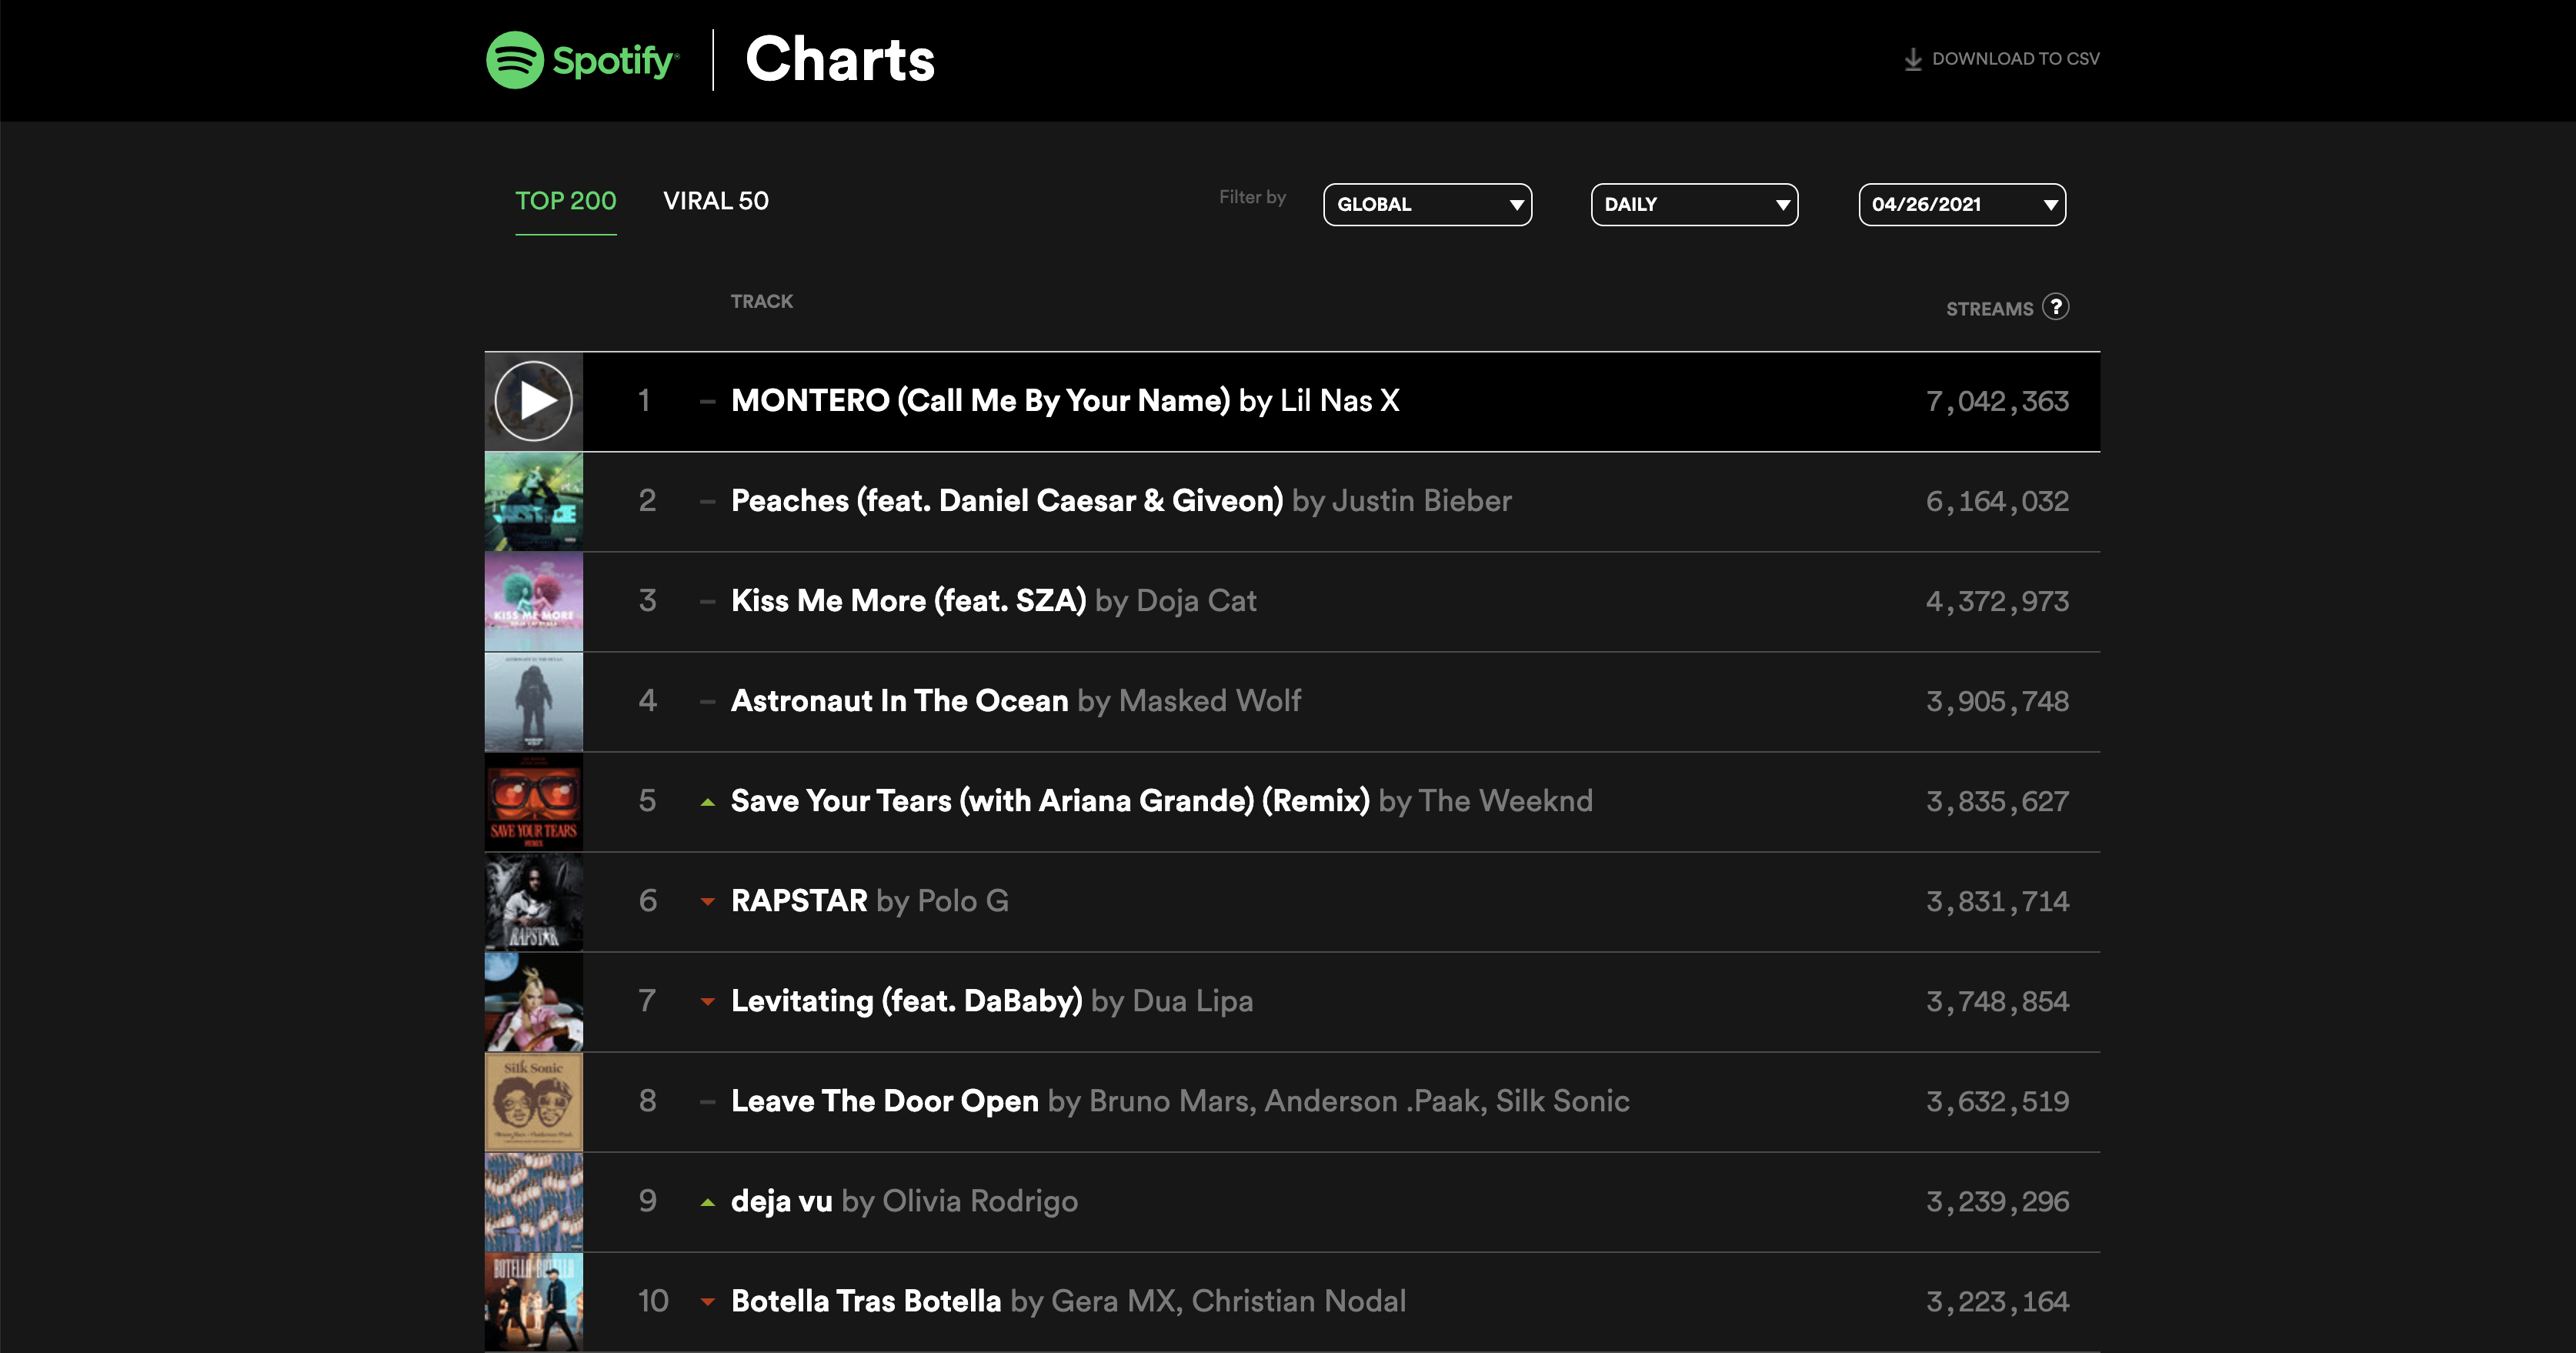 Spotify® | Charts
DOWNLOAD TO CSV
TOP 200 VIRAL 50 Filter by GLOBAL DAILY 04/26/2021
TRACK STREAMS ?
1 – MONTERO (Call Me By Your Name) by Lil Nas X 7,042,363
2 – Peaches (feat. Daniel Caesar & Giveon) by Justin Bieber 6,164,032
KISS ME MORE
3 – Kiss Me More (feat. SZA) by Doja Cat 4,372,973
4 – Astronaut In The Ocean by Masked Wolf 3,905,748
SAVE YOUR TEARS
5 Save Your Tears (with Ariana Grande) (Remix) by The Weeknd 3,835,627
RAPSTAR
6 RAPSTAR by Polo G 3,831,714
7 Levitating (feat. DaBaby) by Dua Lipa 3,748,854
Silk Sonic
8 – Leave The Door Open by Bruno Mars, Anderson .Paak, Silk Sonic 3,632,519
9 deja vu by Olivia Rodrigo 3,239,296
BOTELLA
10 Botella Tras Botella by Gera MX, Christian Nodal 3,223,164